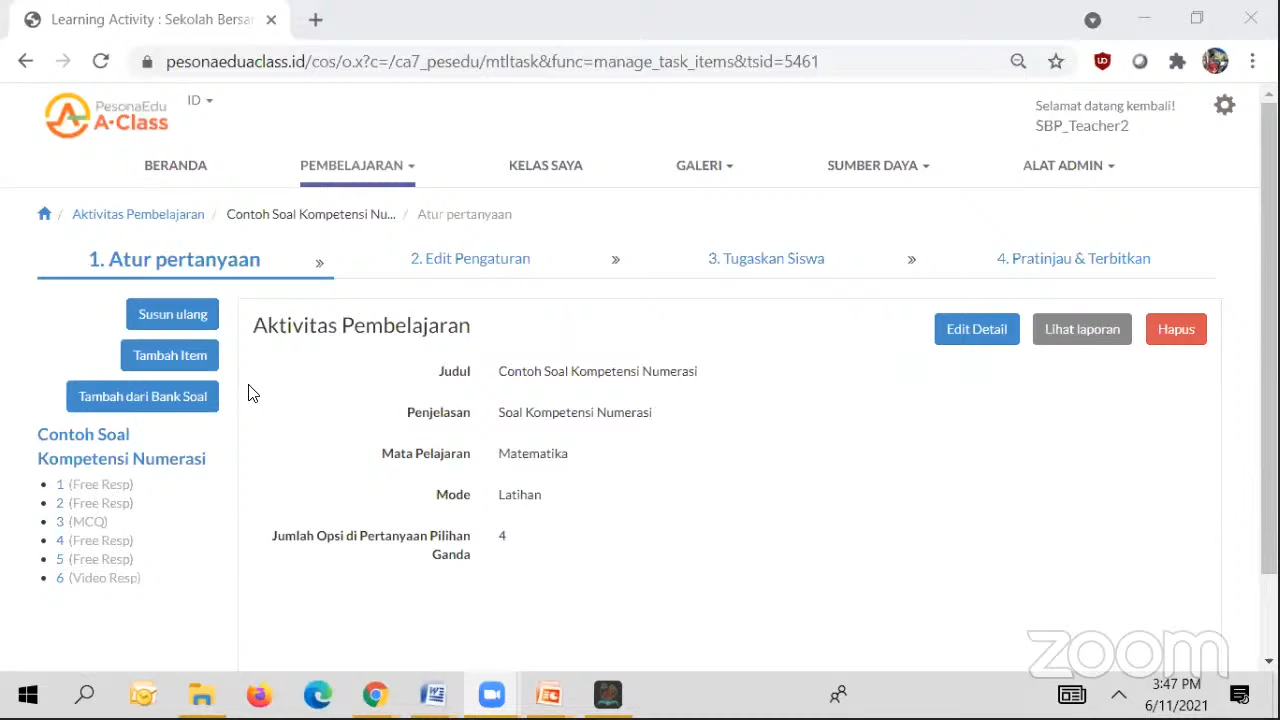 Learning Activity : Sekolah Bersar
pesonaeduaclass.id/cos/o.x?c=/ca7_pesedu/mtltask&func=manage_task_items&tsid=5461
PesonaEdu
A-Class
ID
Selamat datang kembali!
SBP_Teacher2
BERANDA
PEMBELAJARAN
KELAS SAYA
GALERI
SUMBER DAYA
ALAT ADMIN
/ Aktivitas Pembelajaran / Contoh Soal Kompetensi Nu... / Atur pertanyaan
1. Atur pertanyaan »
2. Edit Pengaturan »
3. Tugaskan Siswa »
4. Pratinjau & Terbitkan
Susun ulang
Tambah Item
Tambah dari Bank Soal
Contoh Soal
Kompetensi Numerasi
1 (Free Resp)
2 (Free Resp)
3 (MCQ)
4 (Free Resp)
5 (Free Resp)
6 (Video Resp)
Aktivitas Pembelajaran
Edit Detail
Lihat laporan
Hapus
Judul Contoh Soal Kompetensi Numerasi
Penjelasan Soal Kompetensi Numerasi
Mata Pelajaran Matematika
Mode Latihan
Jumlah Opsi di Pertanyaan Pilihan 4
Ganda
zoom
3:47 PM
6/11/2021